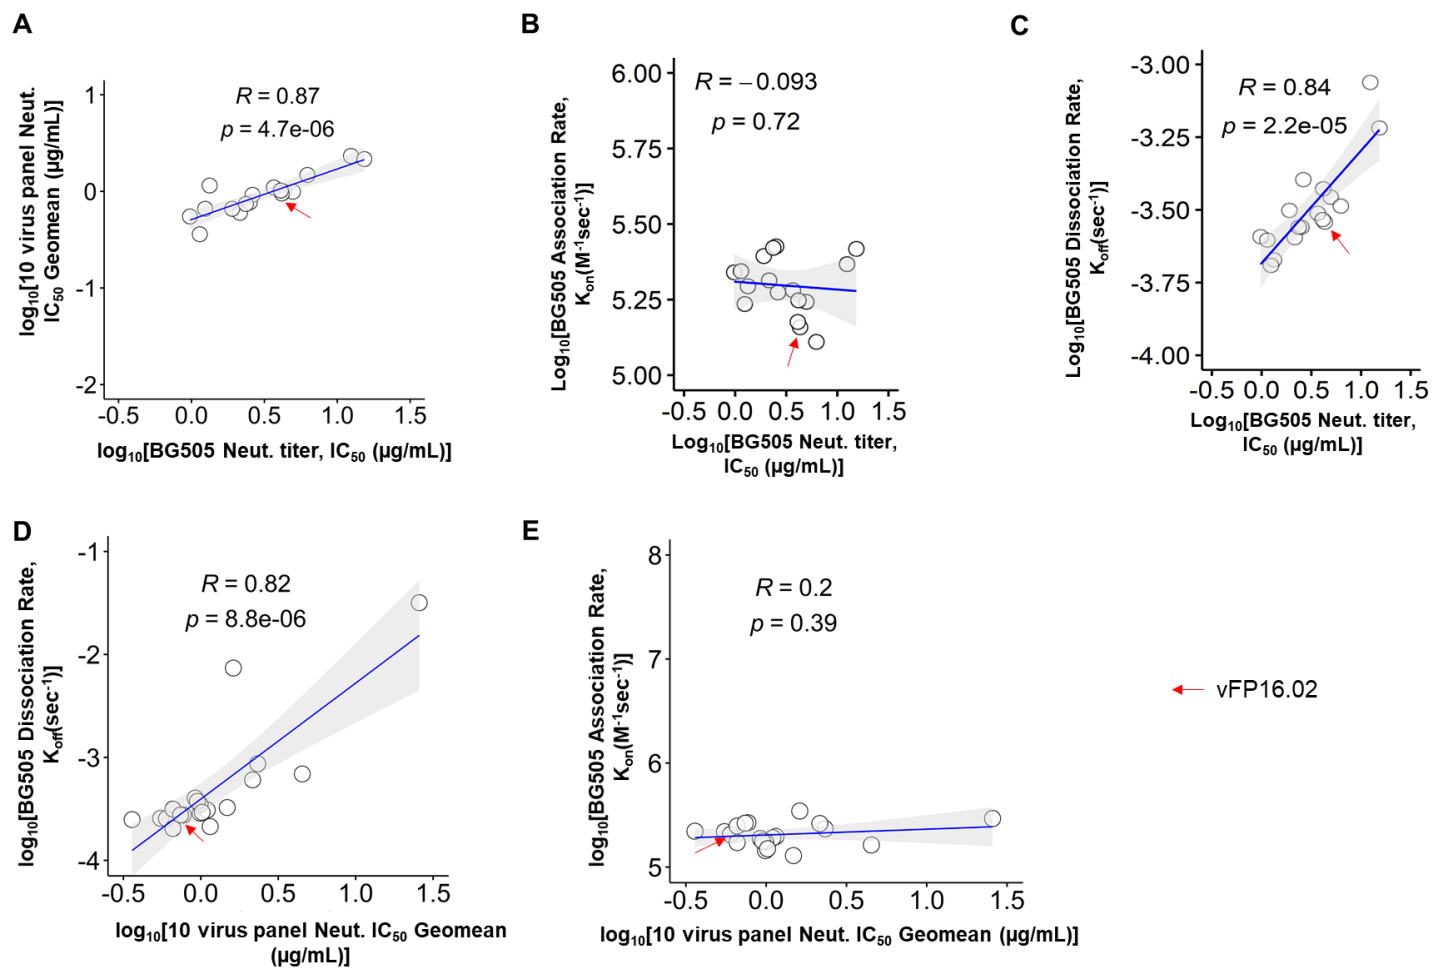 A
R = 0.87
p = 4.7e-06
log₁₀[10 virus panel Neut.
IC₅₀ Geomean (µg/mL)]
1
0
-1
-2
-0.5 0.0 0.5 1.0 1.5
log₁₀[BG505 Neut. titer, IC₅₀ (µg/mL)]
B
R = −0.093
p = 0.72
Log₁₀[BG505 Association Rate,
Kₒₙ(M⁻¹sec⁻¹)]
6.00
5.75
5.50
5.25
5.00
-0.5 0.0 0.5 1.0 1.5
Log₁₀[BG505 Neut. titer,
IC₅₀ (µg/mL)]
C
R = 0.84
p = 2.2e-05
Log₁₀[BG505 Dissociation Rate,
Koff(sec⁻¹)]
-3.00
-3.25
-3.50
-3.75
-4.00
-0.5 0.0 0.5 1.0 1.5
Log₁₀[BG505 Neut. titer,
IC₅₀ (µg/mL)]
D
R = 0.82
p = 8.8e-06
log₁₀[BG505 Dissociation Rate,
Koff(sec⁻¹)]
-1
-2
-3
-4
-0.5 0.0 0.5 1.0 1.5
log₁₀[10 virus panel Neut. IC₅₀ Geomean
(µg/mL)]
E
R = 0.2
p = 0.39
log₁₀[BG505 Association Rate,
Kₒₙ(M⁻¹sec⁻¹)]
8
7
6
5
-0.5 0.0 0.5 1.0 1.5
log₁₀[10 virus panel Neut. IC₅₀ Geomean (µg/mL)]
vFP16.02